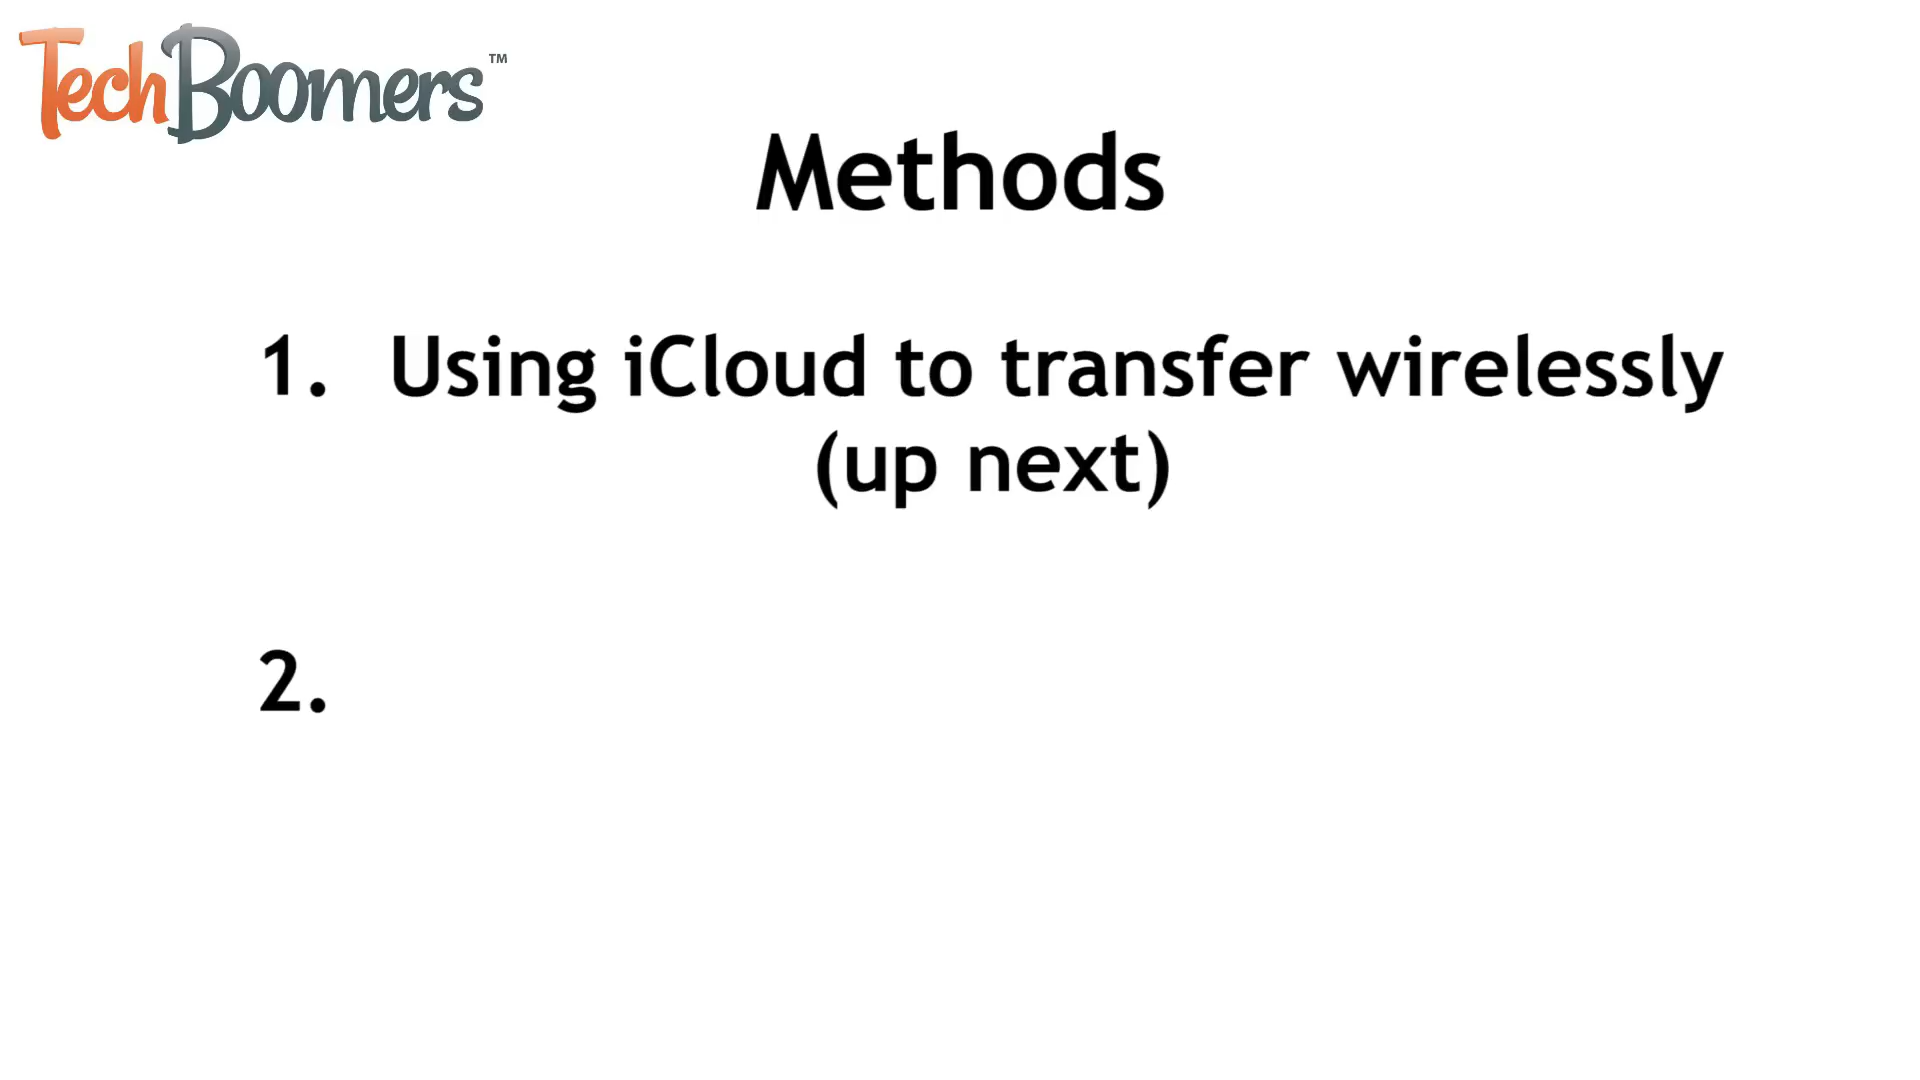 TechBoomers™
Methods
1. Using iCloud to transfer wirelessly
(up next)
2.